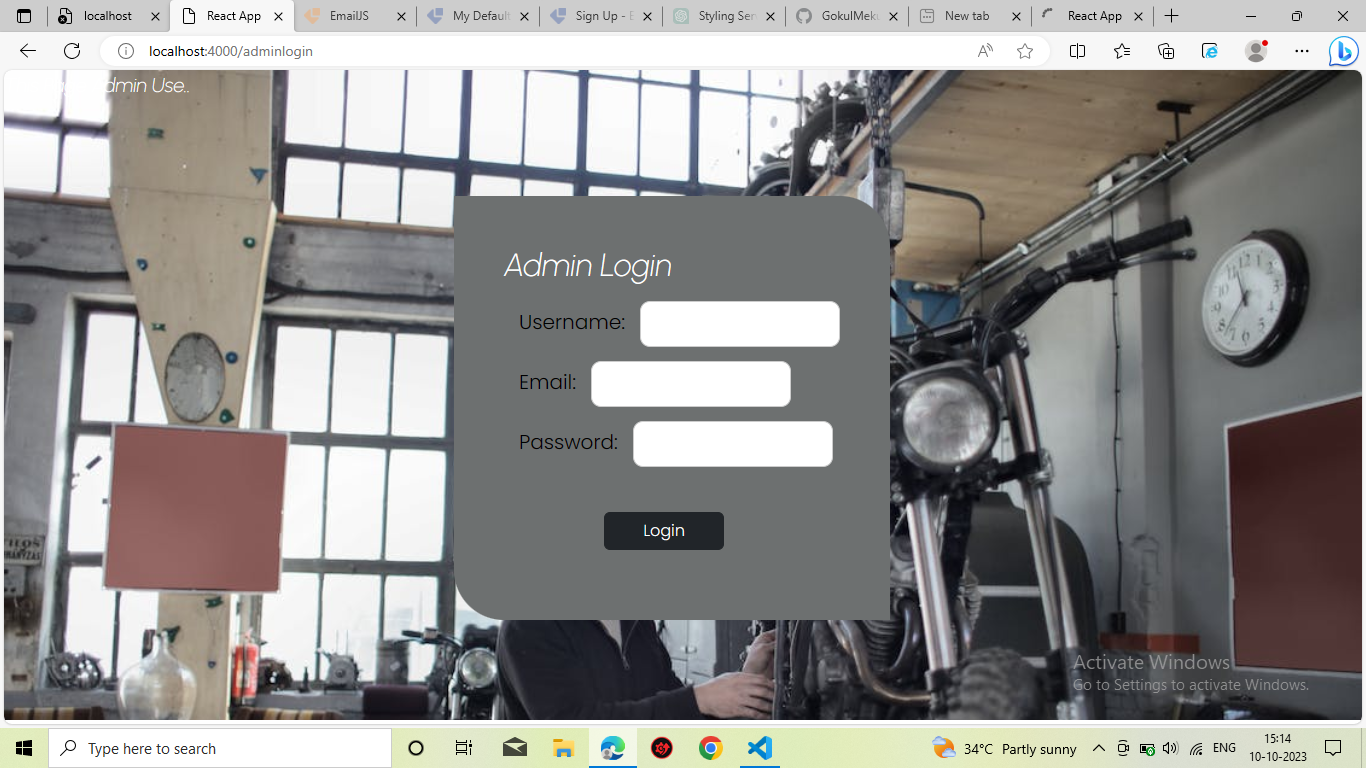 localhost
React App
EmailJS
My Default
Sign Up - E
Styling Ser
GokulMeku
New tab
React App
localhost:4000/adminlogin
dmin Use..
Admin Login
Username:
Email:
Password:
Login
Activate Windows
Go to Settings to activate Windows.
Type here to search
34°C Partly sunny
ENG
15:14
10-10-2023